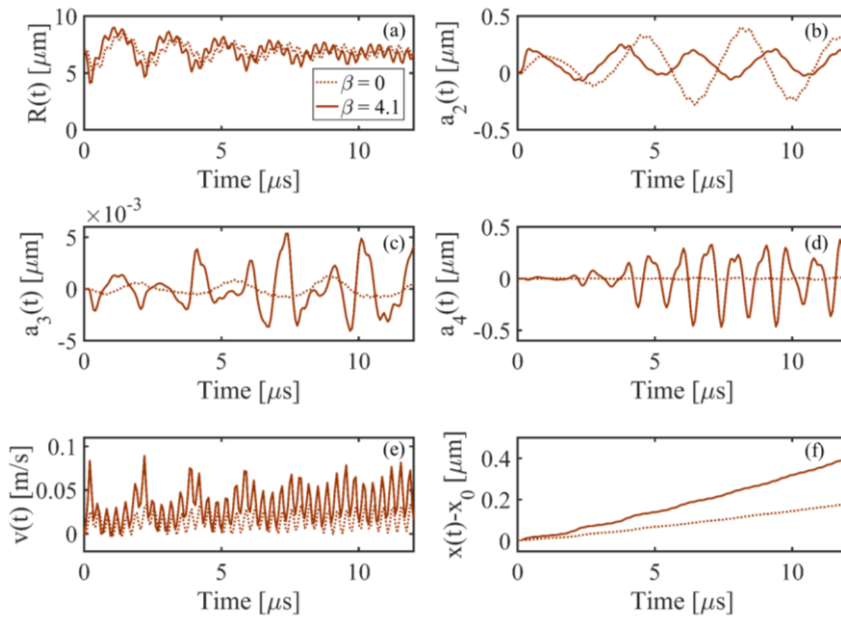 (a)
R(t) [μm]
10
5
0
β = 0
β = 4.1
0 5 10
Time [μs]
(b)
a2(t) [μm]
0.5
0
-0.5
0 5 10
Time [μs]
×10-3
(c)
a3(t) [μm]
5
0
-5
0 5 10
Time [μs]
(d)
a4(t) [μm]
0.5
0
-0.5
0 5 10
Time [μs]
(e)
v(t) [m/s]
0.1
0.05
0
0 5 10
Time [μs]
(f)
x(t)-x0 [μm]
0.4
0.2
0
0 5 10
Time [μs]